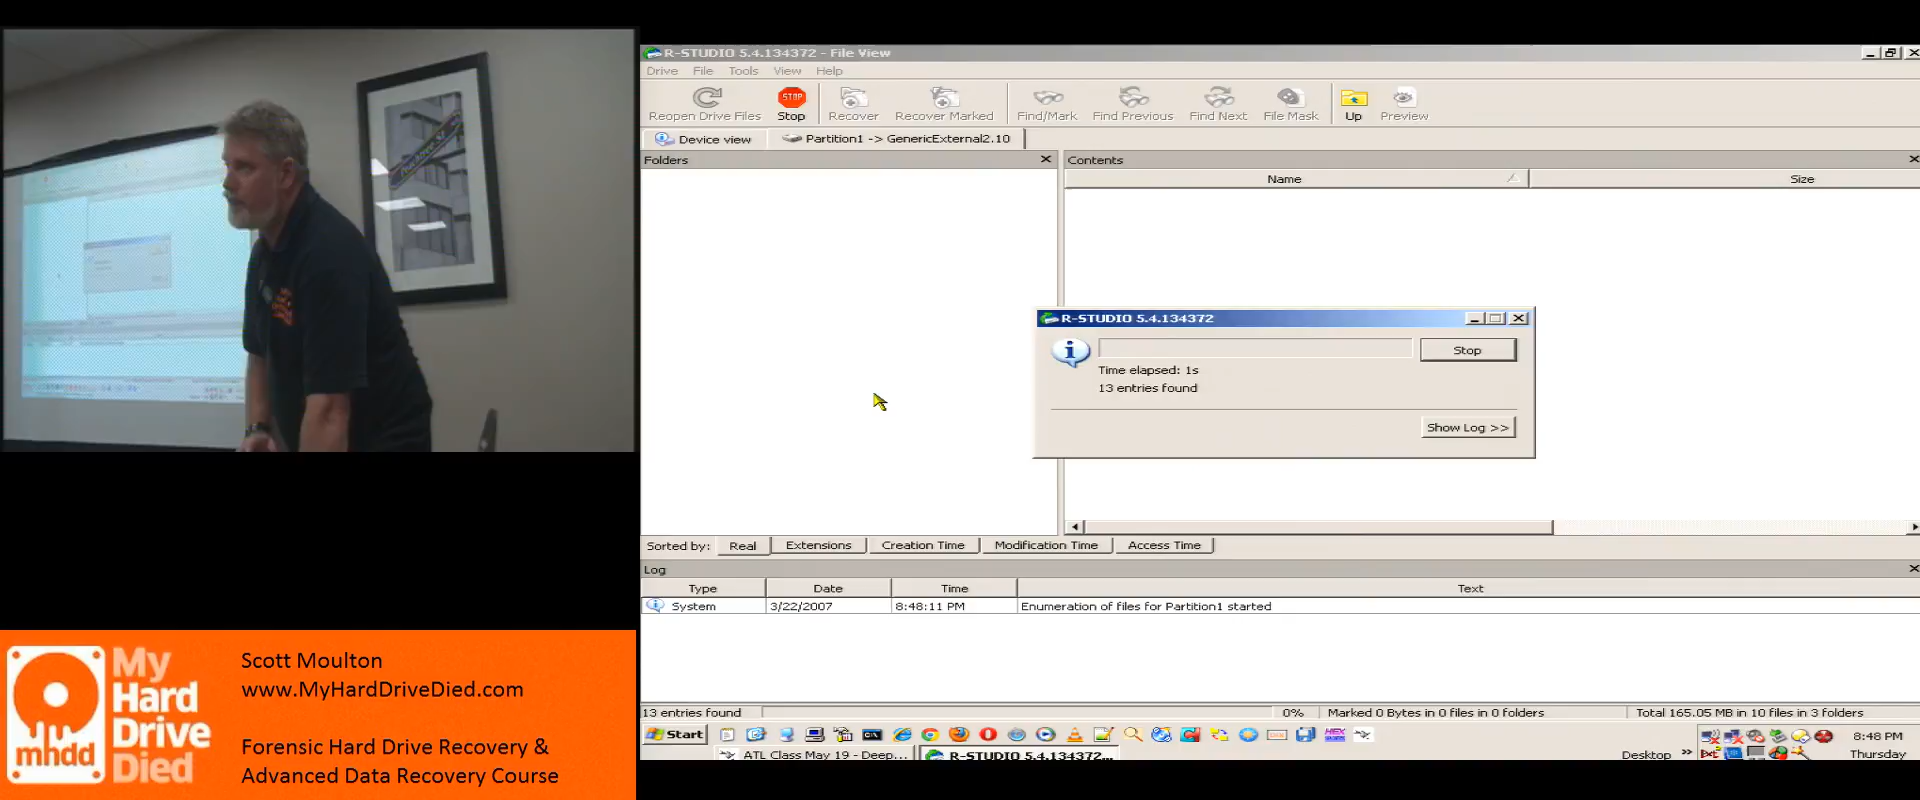 R-STUDIO 5.4.134372 - File View
Drive File Tools View Help
Reopen Drive Files Stop Recover Recover Marked Find/Mark Find Previous Find Next File Mask Up Preview
STOP
Device view Partition1 -> GenericExternal2.10
Folders Contents
Name Size
R-STUDIO 5.4.134372
Stop
Time elapsed: 1s
13 entries found
Show Log >>
Sorted by: Real Extensions Creation Time Modification Time Access Time
Log
Type Date Time Text
System 3/22/2007 8:48:11 PM Enumeration of files for Partition1 started
13 entries found 0% Marked 0 Bytes in 0 files in 0 folders Total 165.05 MB in 10 files in 3 folders
Start HEX 8:48 PM
ATL Class May 19 - Deep... R-STUDIO 5.4.134372... Desktop >> Thursday
Peachtree St
mhdd
My
Hard
Drive
Died
Scott Moulton
www.MyHardDriveDied.com
Forensic Hard Drive Recovery &
Advanced Data Recovery Course